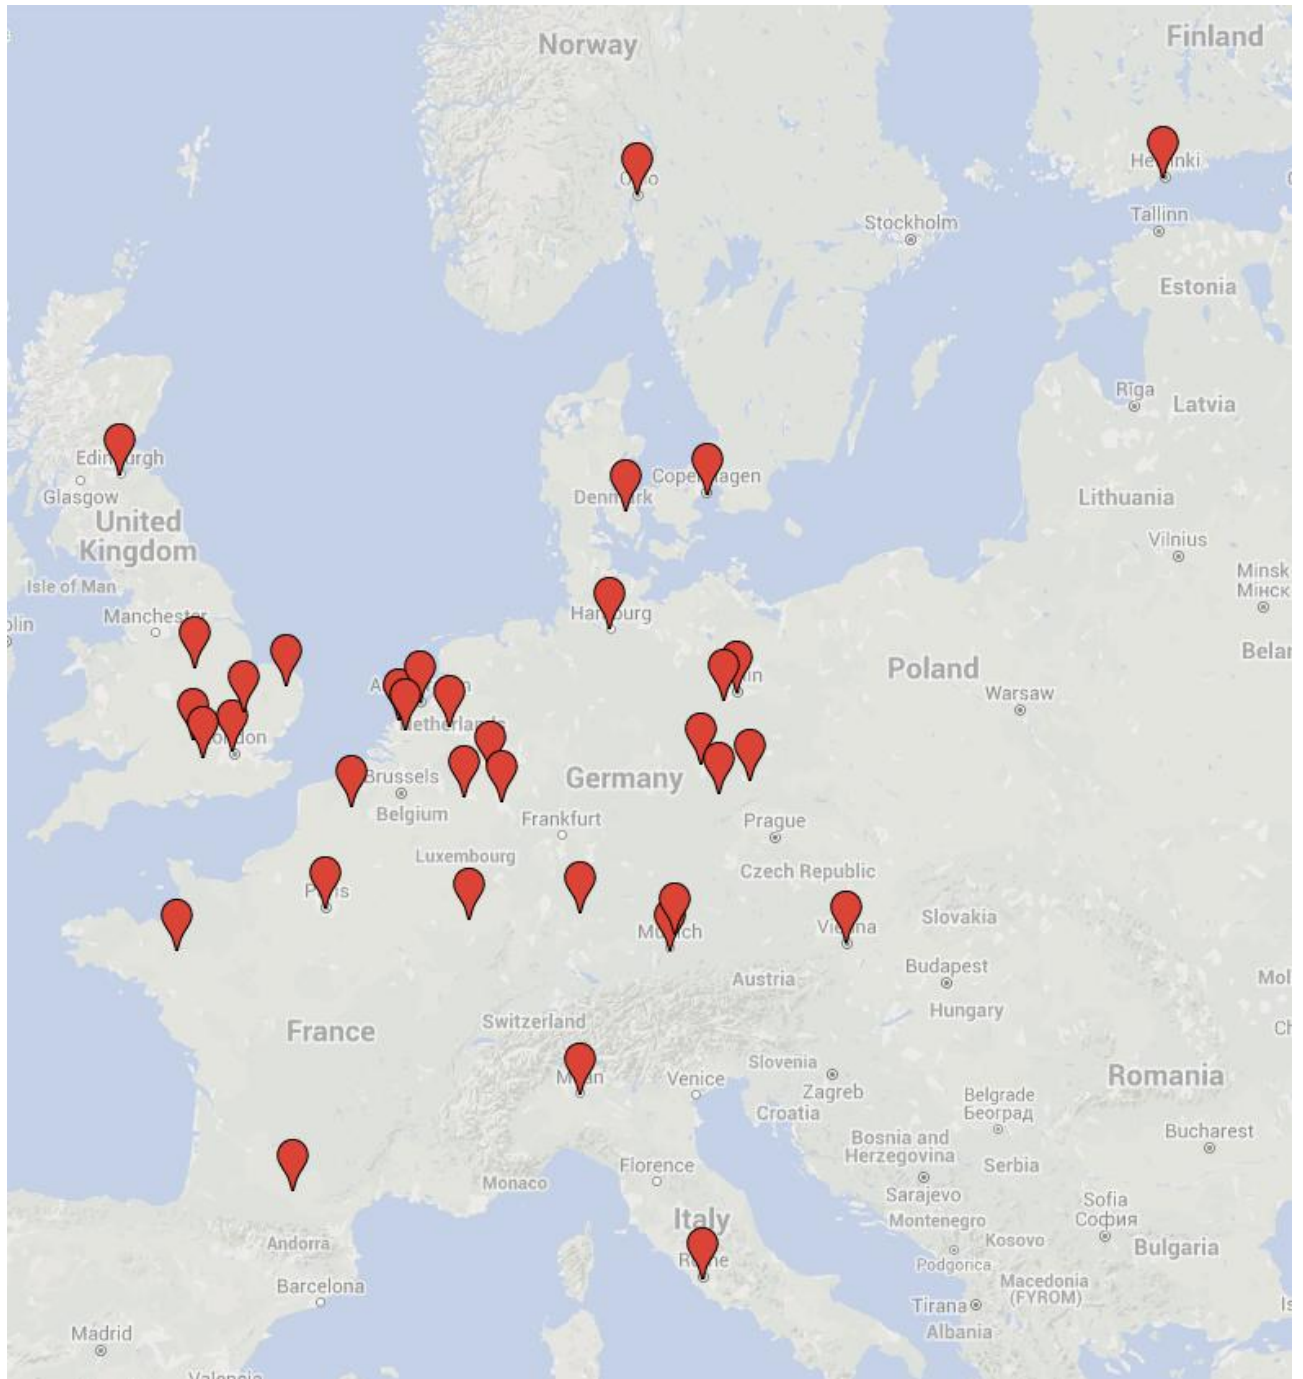 Norway
Finland
Stockholm
Tallinn
Estonia
Rīga
Latvia
Glasgow
United
Kingdom
Lithuania
Vilnius
Isle of Man
Minsk
Мінск
Manchester
Poland
Warsaw
Netherlands
Brussels
Belgium
Germany
Frankfurt
Prague
Luxembourg
Czech Republic
Slovakia
Austria
Budapest
Hungary
Switzerland
France
Slovenia
Venice
Zagreb
Croatia
Romania
Belgrade
Београд
Bosnia and
Herzegovina
Bucharest
Florence
Serbia
Monaco
Sarajevo
Sofia
София
Montenegro
Italy
Kosovo
Andorra
Bulgaria
Podgorica
Barcelona
Macedonia
(FYROM)
Tirana
Albania
Madrid